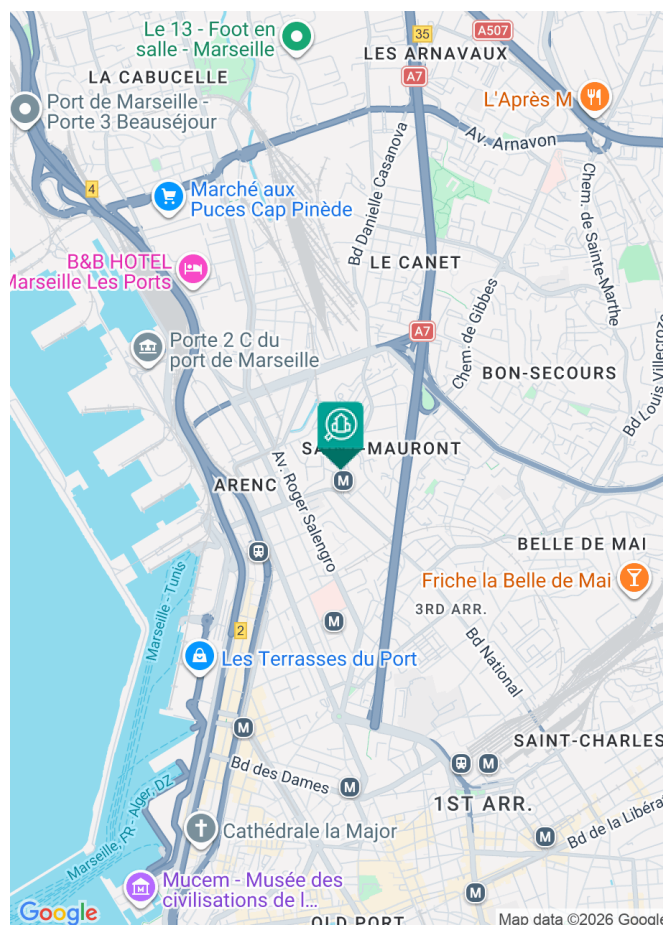 Le 13 - Foot en
salle - Marseille
35
A507
LES ARNAVAUX
LA CABUCELLE
A7
L'Après M
Port de Marseille -
Porte 3 Beauséjour
Av. Arnavon
4
Marché aux
Puces Cap Pinède
Bd Danielle Casanova
Chem. de Sainte-Marthe
B&B HOTEL
Marseille Les Ports
LE CANET
Chem. de Gibbes
A7
Porte 2 C du
port de Marseille
BON-SECOURS
Bd Louis Villecroze
MAURONT
M
ARENC
Av. Roger Salengro
BELLE DE MAI
Friche la Belle de Mai
Marseille - Tunis
3RD ARR.
M
2
Les Terrasses du Port
Bd National
M
SAINT-CHARLES
M
Bd des Dames
M
1ST ARR.
Marseille, FR - Alger, DZ
Cathédrale la Major
M
Bd de la Libéra
Mucem - Musée des
civilisations de l...
M
OLD PORT
Google
Map data ©2026 Google